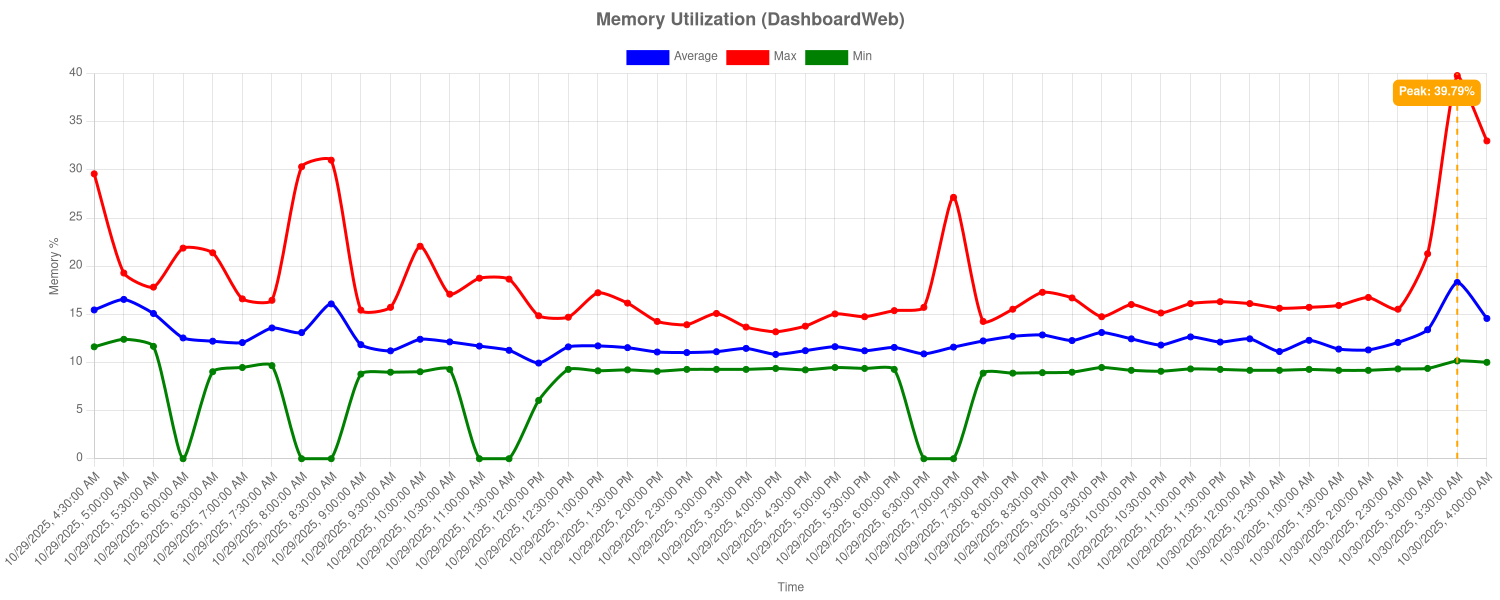 Memory Utilization (DashboardWeb)
Average Max Min
40
35
30
25
20
15
10
5
0
Memory %
Peak: 39.79%
10/29/2025, 4:30:00 AM
10/29/2025, 5:00:00 AM
10/29/2025, 5:30:00 AM
10/29/2025, 6:00:00 AM
10/29/2025, 6:30:00 AM
10/29/2025, 7:00:00 AM
10/29/2025, 7:30:00 AM
10/29/2025, 8:00:00 AM
10/29/2025, 8:30:00 AM
10/29/2025, 9:00:00 AM
10/29/2025, 9:30:00 AM
10/29/2025, 10:00:00 AM
10/29/2025, 10:30:00 AM
10/29/2025, 11:00:00 AM
10/29/2025, 11:30:00 AM
10/29/2025, 12:00:00 PM
10/29/2025, 12:30:00 PM
10/29/2025, 1:00:00 PM
10/29/2025, 1:30:00 PM
10/29/2025, 2:00:00 PM
10/29/2025, 2:30:00 PM
10/29/2025, 3:00:00 PM
10/29/2025, 3:30:00 PM
10/29/2025, 4:00:00 PM
10/29/2025, 4:30:00 PM
10/29/2025, 5:00:00 PM
10/29/2025, 5:30:00 PM
10/29/2025, 6:00:00 PM
10/29/2025, 6:30:00 PM
10/29/2025, 7:00:00 PM
10/29/2025, 7:30:00 PM
10/29/2025, 8:00:00 PM
10/29/2025, 8:30:00 PM
10/29/2025, 9:00:00 PM
10/29/2025, 9:30:00 PM
10/29/2025, 10:00:00 PM
10/29/2025, 10:30:00 PM
10/29/2025, 11:00:00 PM
10/29/2025, 11:30:00 PM
10/30/2025, 12:00:00 AM
10/30/2025, 12:30:00 AM
10/30/2025, 1:00:00 AM
10/30/2025, 1:30:00 AM
10/30/2025, 2:00:00 AM
10/30/2025, 2:30:00 AM
10/30/2025, 3:00:00 AM
10/30/2025, 3:30:00 AM
10/30/2025, 4:00:00 AM
Time